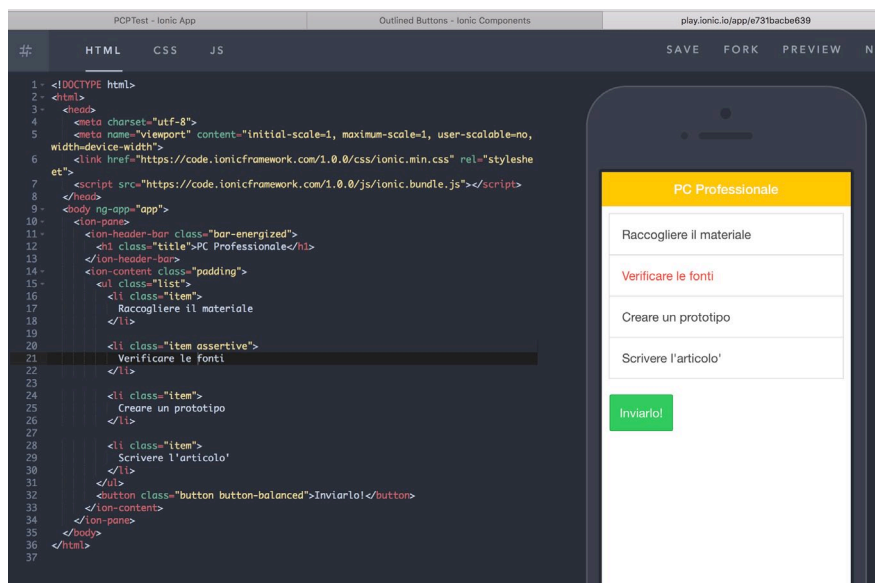 PCPTest - Ionic App
Outlined Buttons - Ionic Components
play.ionic.io/app/e731bacbe639
HTML CSS JS
SAVE FORK PREVIEW N
1 <!DOCTYPE html>
2 <html>
3 <head>
4 <meta charset="utf-8">
5 <meta name="viewport" content="initial-scale=1, maximum-scale=1, user-scalable=no,
width=device-width">
6 <link href="https://code.ionicframework.com/1.0.0/css/ionic.min.css" rel="styleshe
et">
7 <script src="https://code.ionicframework.com/1.0.0/js/ionic.bundle.js"></script>
8 </head>
9 <body ng-app="app">
10 <ion-pane>
11 <ion-header-bar class="bar-energized">
12 <h1 class="title">PC Professionale</h1>
13 </ion-header-bar>
14 <ion-content class="padding">
15 <ul class="list">
16 <li class="item">
17 Raccogliere il materiale
18 </li>
19
20 <li class="item assertive">
21 Verificare le fonti
22 </li>
23
24 <li class="item">
25 Creare un prototipo
26 </li>
27
28 <li class="item">
29 Scrivere l'articolo'
30 </li>
31 </ul>
32 <button class="button button-balanced">Inviarlo!</button>
33 </ion-content>
34 </ion-pane>
35 </body>
36 </html>
37
PC Professionale
Raccogliere il materiale
Verificare le fonti
Creare un prototipo
Scrivere l'articolo'
Inviarlo!